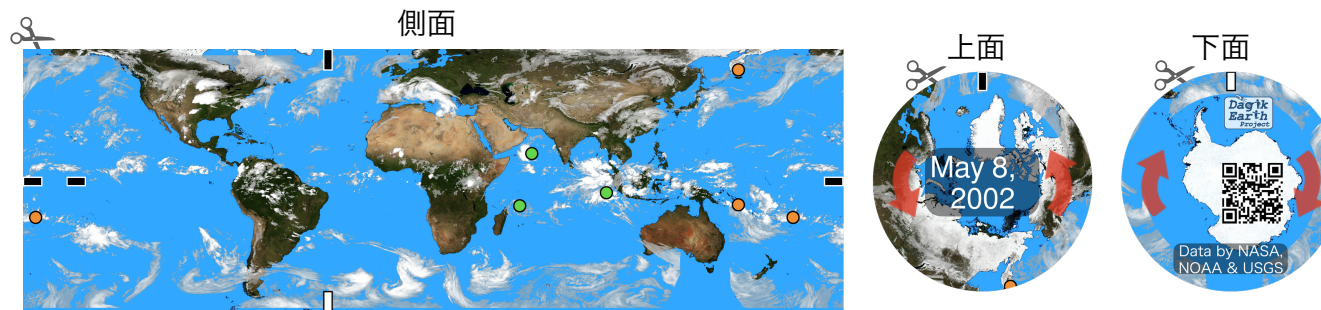 側面
上面
May 8,
2002
下面
Dagik
Earth
Project
Data by NASA,
NOAA & USGS